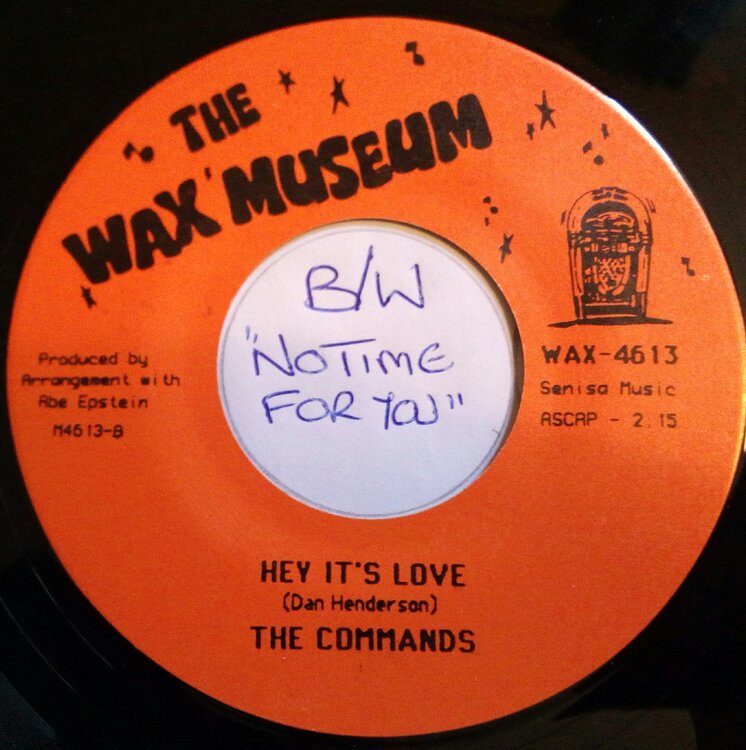 THE
WAX MUSEUM
B/W
"NO TIME
FOR YOU"
Produced by
Arrangement with
Abe Epstein
M4613-B
WAX-4613
Senisa Music
ASCAP - 2.15
HEY IT'S LOVE
(Dan Henderson)
THE COMMANDS